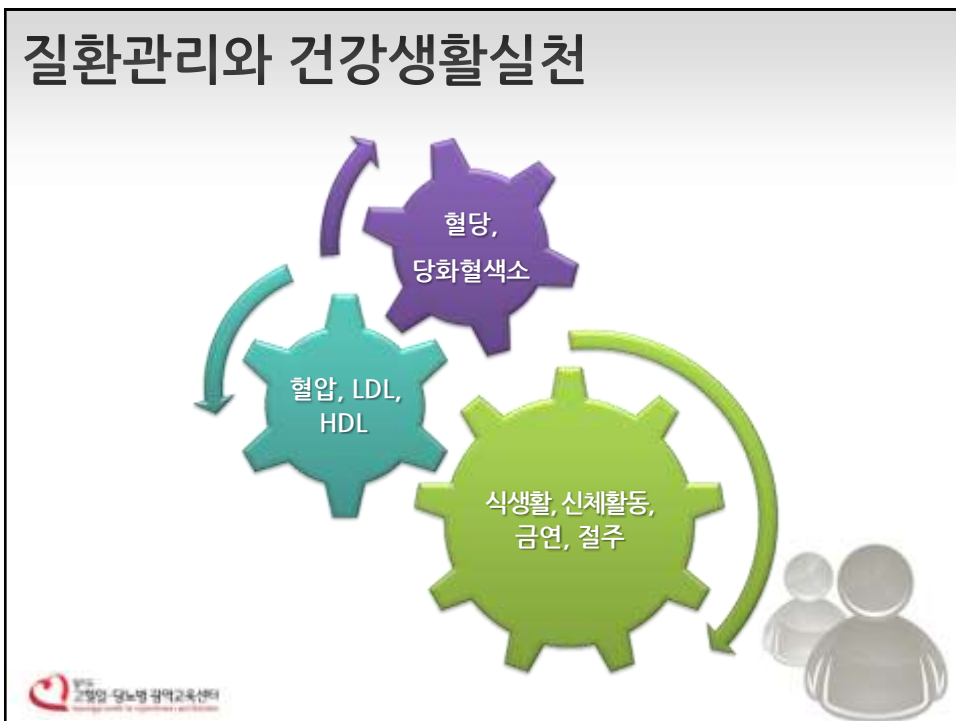 질환관리와 건강생활실천
혈당,
당화혈색소
혈압, LDL,
HDL
식생활, 신체활동,
금연, 절주
고혈압·당뇨병 광역교육센터